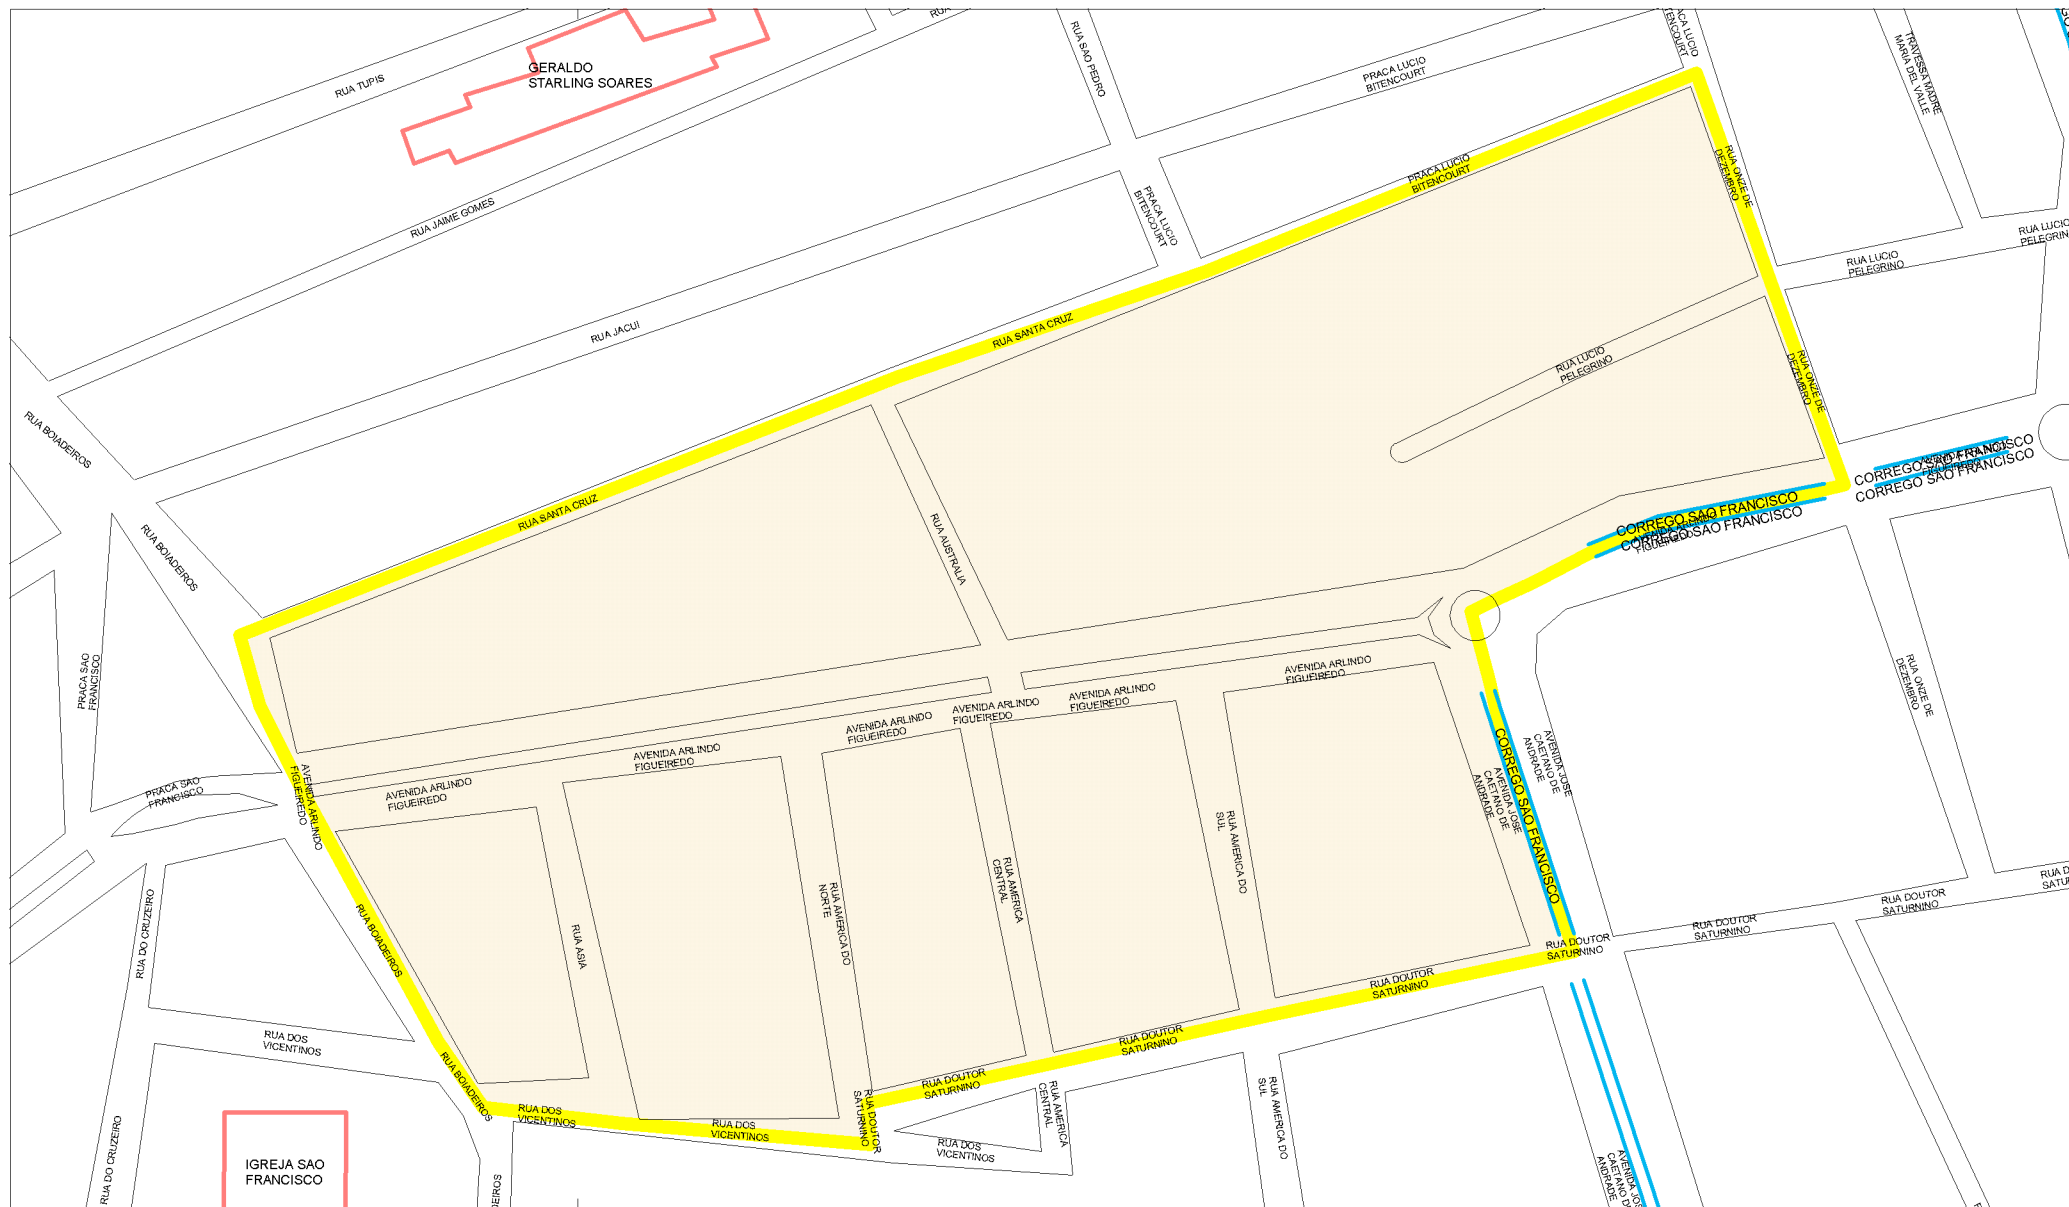 RUA TUPIS
GERALDO
STARLING SOARES
RUA SAO PEDRO
PRACA LUCIO
BITENCOURT
TRAVESSA MADRE
MARIA DEL VALLE
RUA JAIME GOMES
PRACA LUCIO
BITENCOURT
PRACA LUCIO
BITENCOURT
RUA ONZE DE
DEZEMBRO
RUA LUCIO
PELEGRINO
RUA JACUI
RUA SANTA CRUZ
RUA LUCIO
PELEGRINO
RUA ONZE DE
DEZEMBRO
RUA BOIADEIROS
RUA BOIADEIROS
RUA SANTA CRUZ
RUA AUSTRALIA
CORREGO SAO FRANCISCO
CORREGO SAO FRANCISCO
CORREGO SAO FRANCISCO
CORREGO SAO FRANCISCO
PRACA SAO
FRANCISCO
AVENIDA ARLINDO
FIGUEIREDO
AVENIDA ARLINDO
FIGUEIREDO
AVENIDA ARLINDO
FIGUEIREDO
AVENIDA ARLINDO
FIGUEIREDO
AVENIDA ARLINDO
FIGUEIREDO
AVENIDA ARLINDO
FIGUEIREDO
AVENIDA ARLINDO
FIGUEIREDO
RUA ONZE DE
DEZEMBRO
PRACA SAO
FRANCISCO
AVENIDA JOSE
CAETANO DE
ANDRADE
AVENIDA JOSE
CAETANO DE
ANDRADE
CORREGO SAO FRANCISCO
RUA DO CRUZEIRO
RUA BOIADEIROS
RUA ASIA
RUA AMERICA DO
NORTE
RUA AMERICA
CENTRAL
RUA AMERICA DO
SUL
RUA DOUTOR
SATURNINO
RUA DOUTOR
SATURNINO
RUA DOUTOR
SATURNINO
RUA DOUTOR
SATURNINO
RUA DOUTOR
SATURNINO
RUA DOUTOR
SATURNINO
RUA DOUTOR
SATURNINO
RUA DOS
VICENTINOS
RUA BOIADEIROS
RUA DOS
VICENTINOS
RUA DOS
VICENTINOS
RUA DOS
VICENTINOS
RUA AMERICA
CENTRAL
RUA AMERICA DO
SUL
RUA DO CRUZEIRO
IGREJA SAO
FRANCISCO